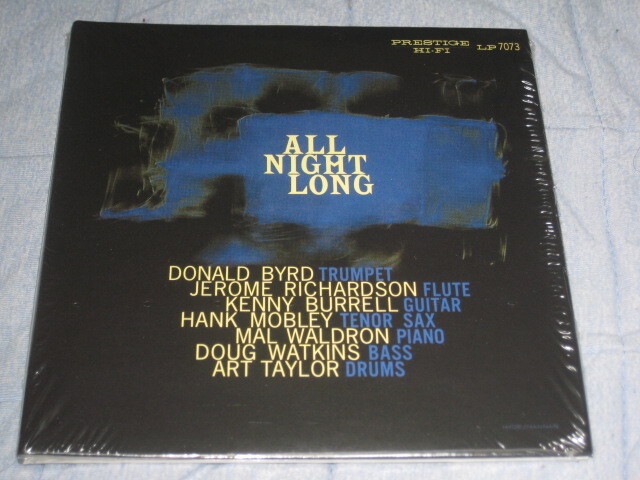 PRESTIGE LP 7073
HI-FI
ALL
NIGHT
LONG
DONALD BYRD TRUMPET
JEROME RICHARDSON FLUTE
KENNY BURRELL GUITAR
HANK MOBLEY TENOR SAX
MAL WALDRON PIANO
DOUG WATKINS BASS
ART TAYLOR DRUMS